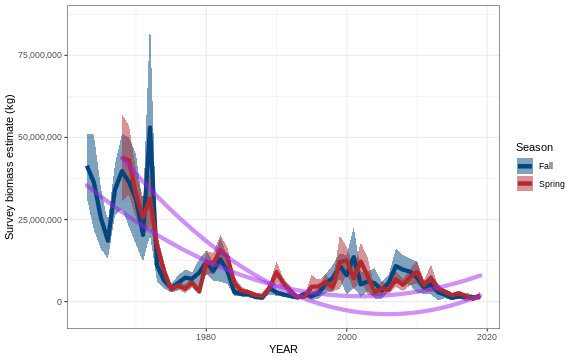 75,000,000
50,000,000
25,000,000
0
1980
2000
2020
YEAR
Survey biomass estimate (kg)
Season
Fall
Spring